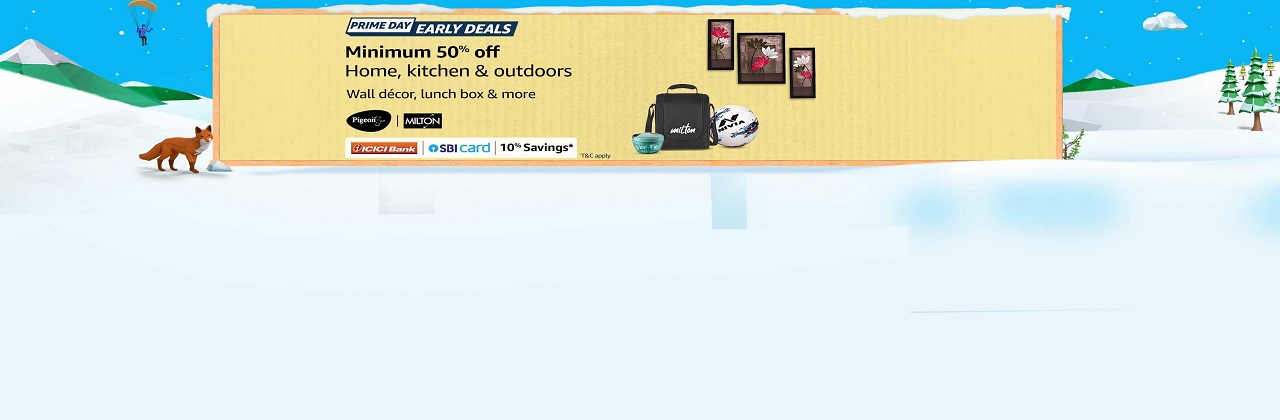 PRIME DAY EARLY DEALS
Minimum 50% off
Home, kitchen & outdoors
Wall décor, lunch box & more
Pigeon | MILTON
ICICI Bank | SBI card | 10% Savings*
*T&C apply
milton
NIVIA